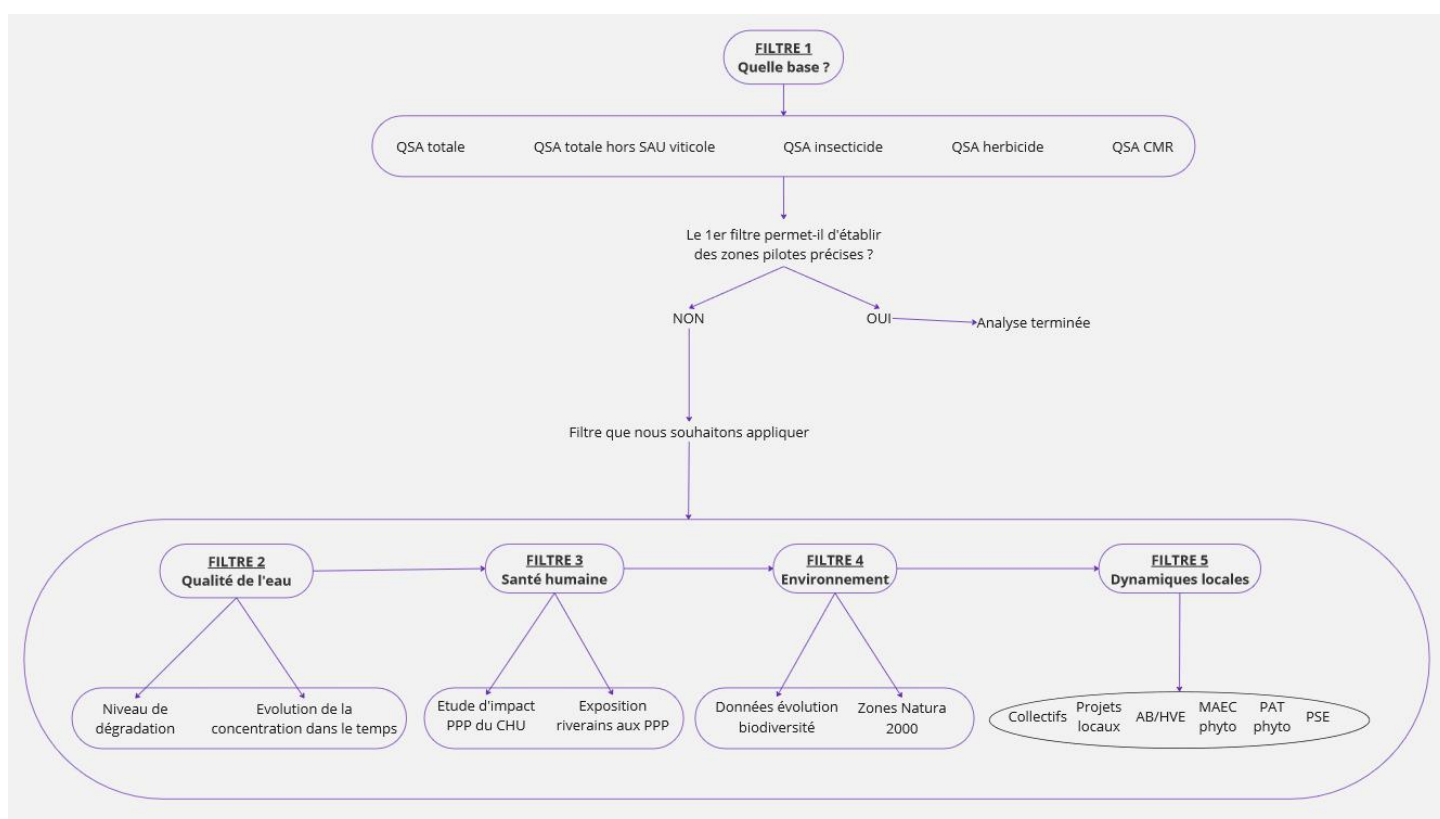 FILTRE 1
Quelle base ?
QSA totale
QSA totale hors SAU viticole
QSA insecticide
QSA herbicide
QSA CMR
Le 1er filtre permet-il d'établir
des zones pilotes précises ?
NON
OUI
Analyse terminée
Filtre que nous souhaitons appliquer
FILTRE 2
Qualité de l'eau
FILTRE 3
Santé humaine
FILTRE 4
Environnement
FILTRE 5
Dynamiques locales
Niveau de
dégradation
Evolution de la
concentration dans le temps
Etude d'impact
PPP du CHU
Exposition
riverains aux PPP
Données évolution
biodiversité
Zones Natura
2000
Collectifs
Projets
locaux
AB/HVE
MAEC
phyto
PAT
phyto
PSE